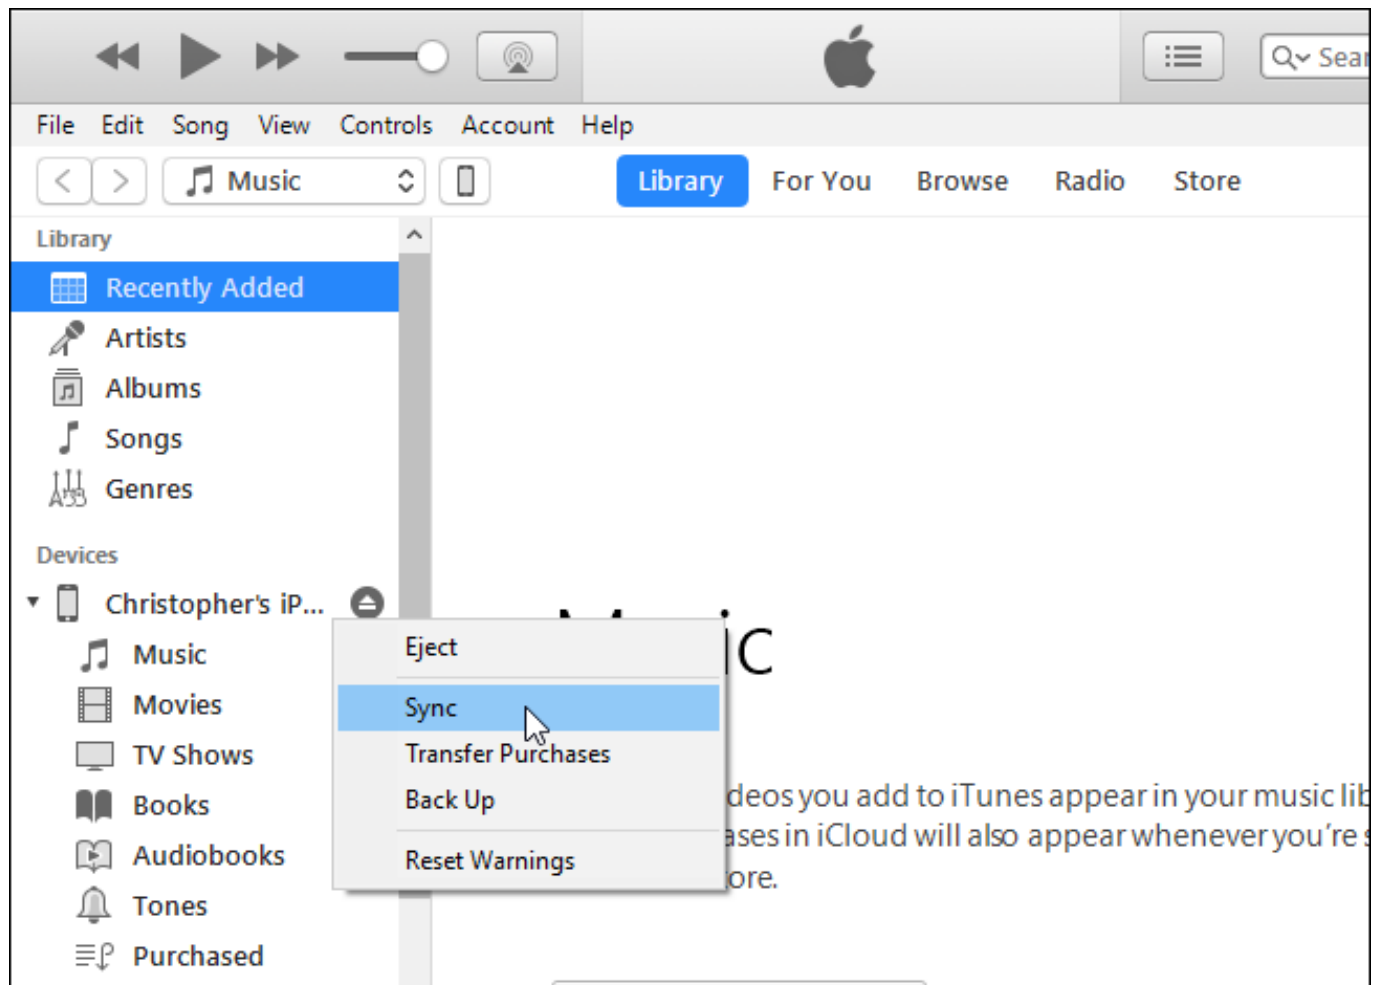 Sear
File Edit Song View Controls Account Help
Music
Library For You Browse Radio Store
Library
Recently Added
Artists
Albums
Songs
Genres
Devices
Christopher's iP...
Music
Movies
TV Shows
Books
Audiobooks
Tones
Purchased
Eject
Sync
Transfer Purchases
Back Up
Reset Warnings
deos you add to iTunes appear in your music lib
ases in iCloud will also appear whenever you're s
ore.